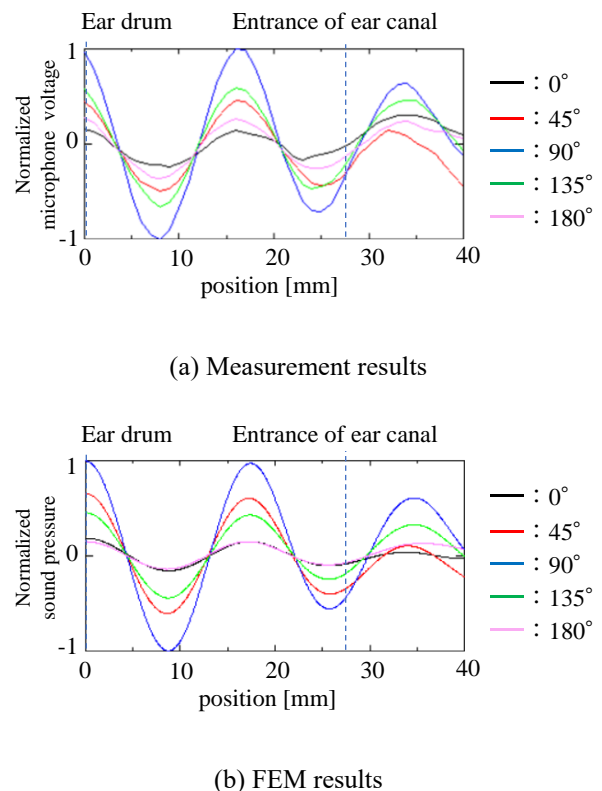 Ear drum
Entrance of ear canal
1
0
-1
Normalized
microphone voltage
0
10
20
30
40
position [mm]
: 0°
: 45°
: 90°
: 135°
: 180°
(a) Measurement results
Ear drum
Entrance of ear canal
1
0
-1
Normalized
sound pressure
0
10
20
30
40
position [mm]
: 0°
: 45°
: 90°
: 135°
: 180°
(b) FEM results